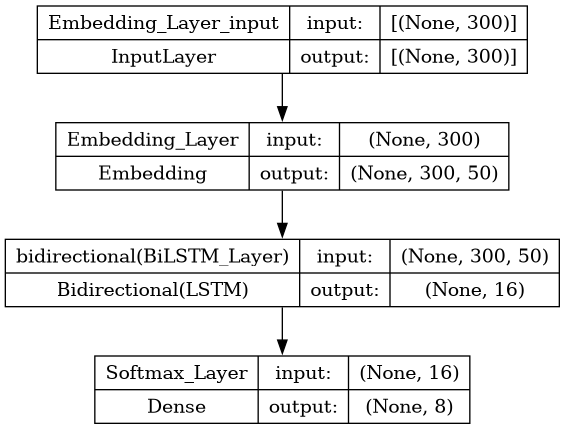 Embedding_Layer_input input: [(None, 300)]
InputLayer output: [(None, 300)]
Embedding_Layer input: (None, 300)
Embedding output: (None, 300, 50)
bidirectional(BiLSTM_Layer) input: (None, 300, 50)
Bidirectional(LSTM) output: (None, 16)
Softmax_Layer input: (None, 16)
Dense output: (None, 8)